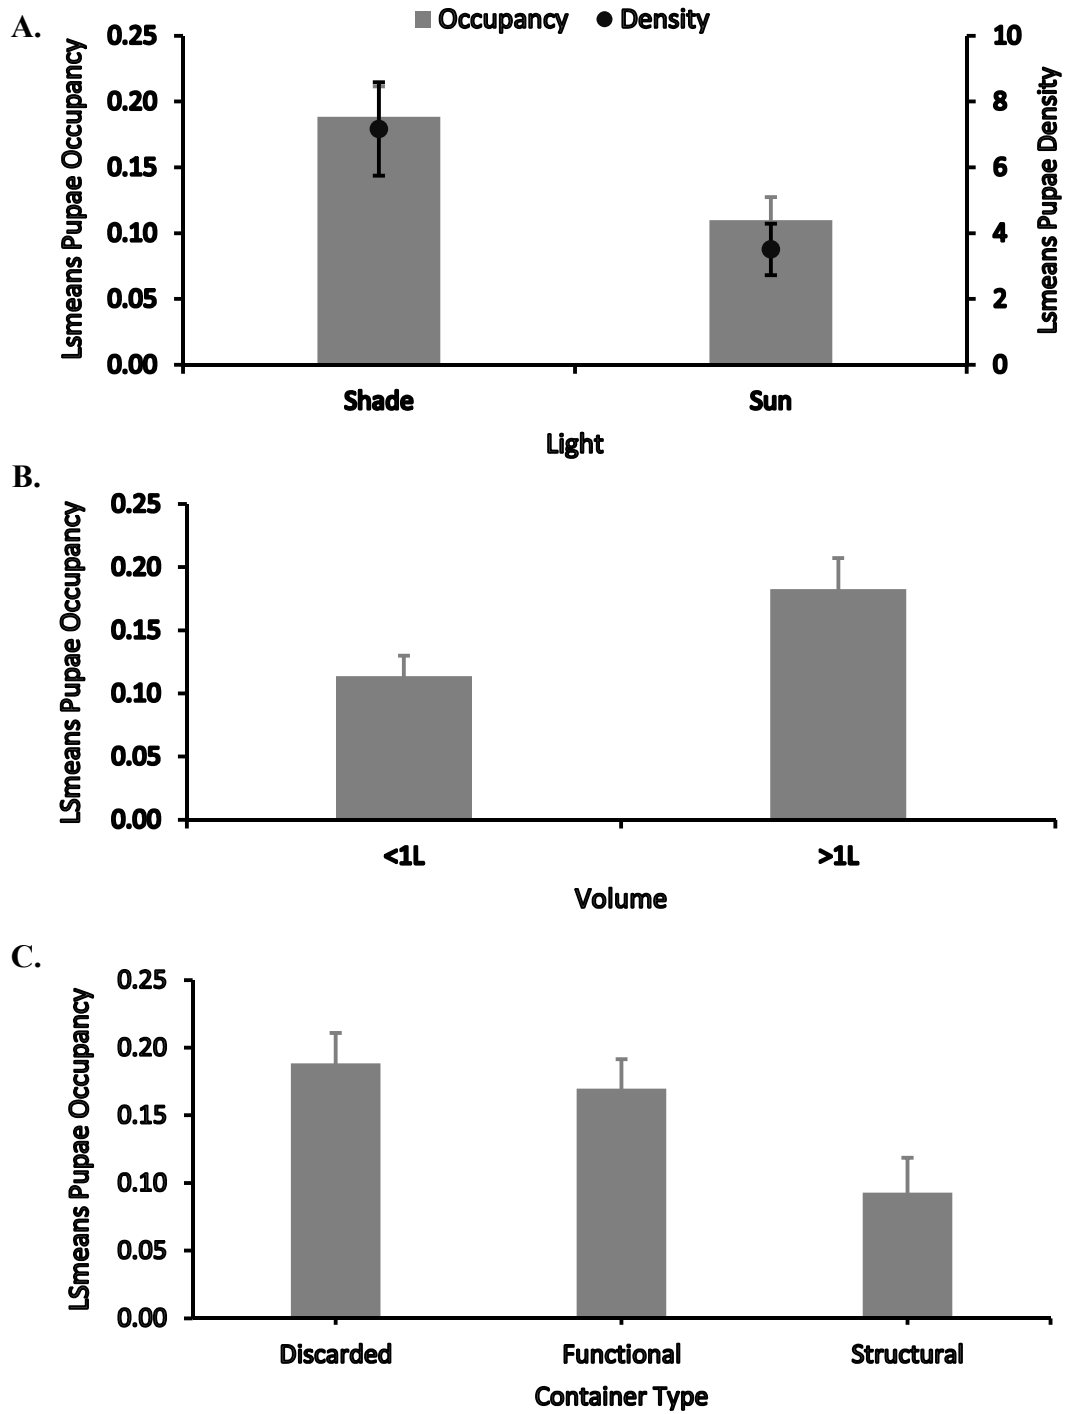 A.
Occupancy Density
Lsmeans Pupae Occupancy
0.25
0.20
0.15
0.10
0.05
0.00
10
8
6
4
2
0
Lsmeans Pupae Density
Shade Sun
Light
B.
LSmeans Pupae Occupancy
0.25
0.20
0.15
0.10
0.05
0.00
<1L >1L
Volume
C.
LSmeans Pupae Occupancy
0.25
0.20
0.15
0.10
0.05
0.00
Discarded Functional Structural
Container Type